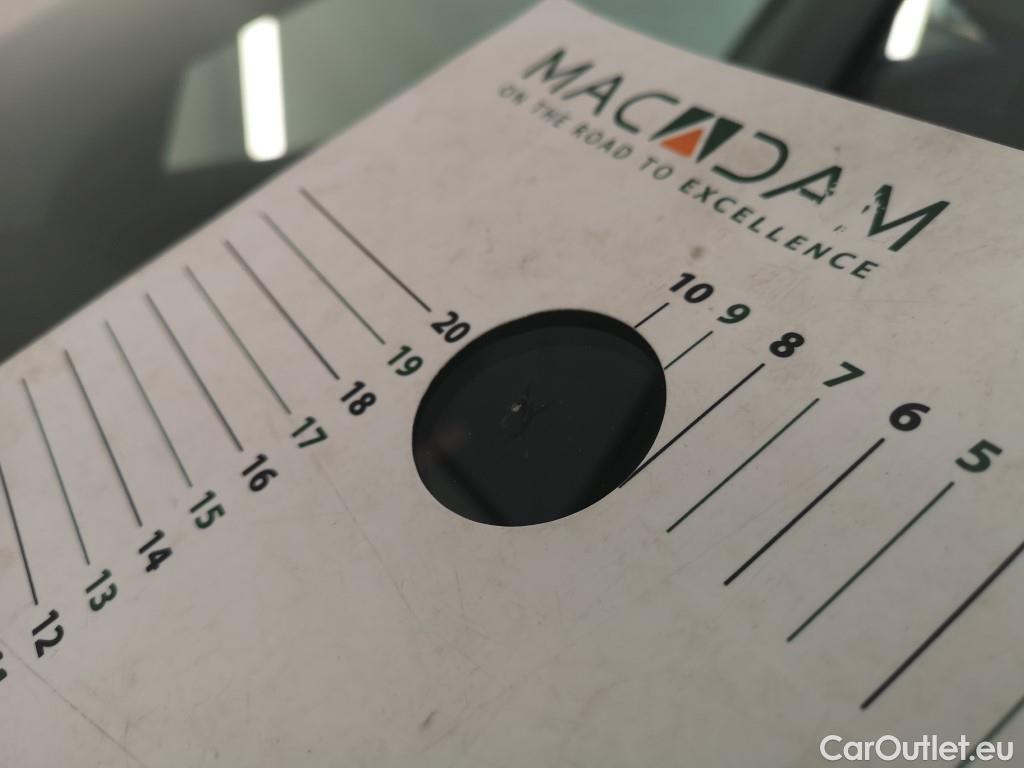 MACADAM
ON THE ROAD TO EXCELLENCE
10 9 8 7 6 5
20 19 18 17 16 15 14 13 12
CarOutlet.eu